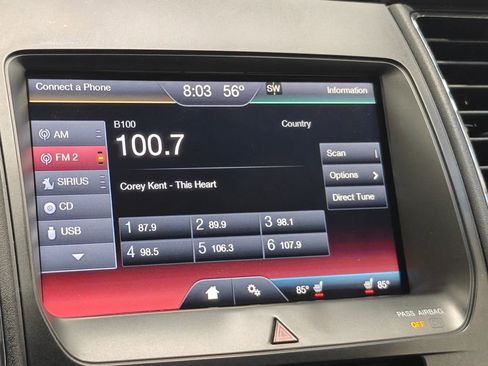 Connect a Phone 8:03 56° SW Information
B100 Country
100.7
AM
FM 2
SIRIUS
CD
USB
Scan
Options
Direct Tune
Corey Kent - This Heart
1 87.9 2 89.9 3 98.1
4 98.5 5 106.3 6 107.9
85° 85°
PASS AIRBAG
OFF